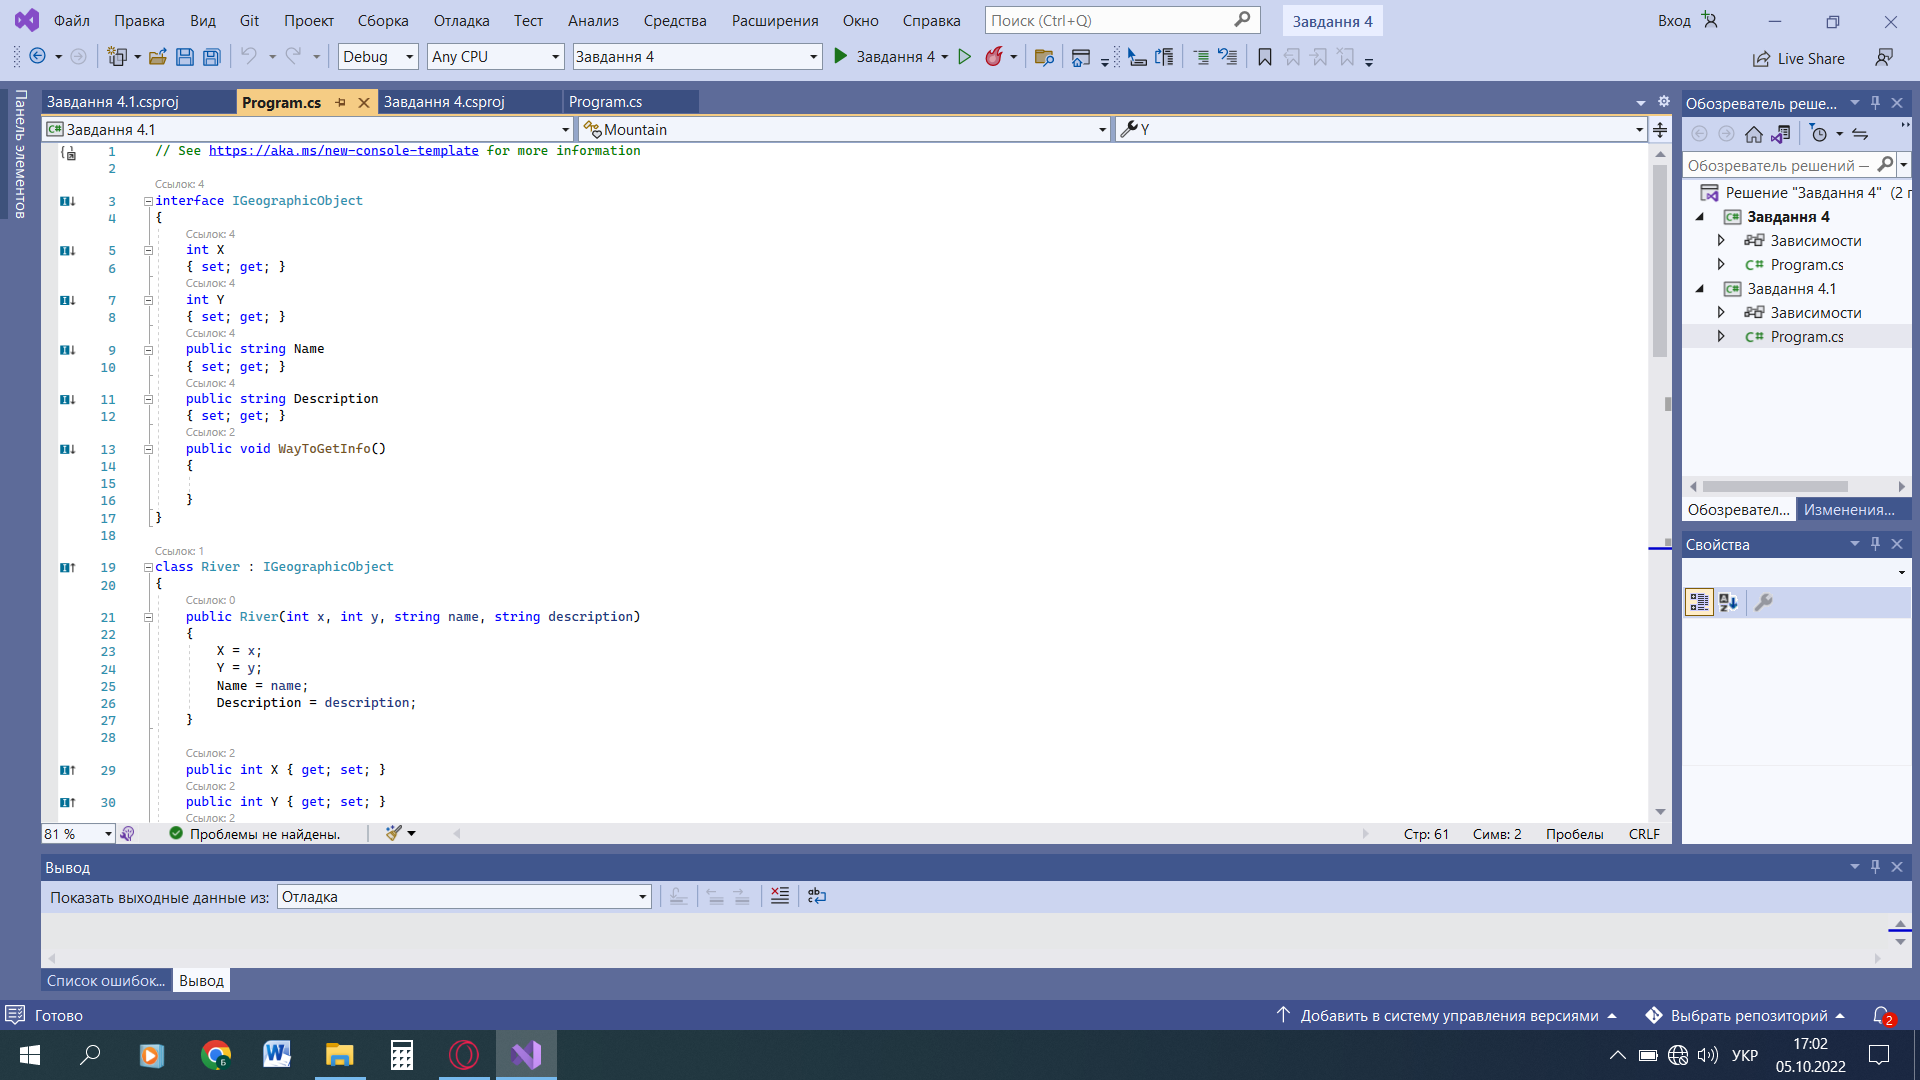 Файл Правка Вид Git Проект Сборка Отладка Тест Анализ Средства Расширения Окно Справка Поиск (Ctrl+Q) Завдання 4 Вход
Debug Any CPU Завдання 4 Завдання 4 Live Share
Панель элементов
Завдання 4.1.csproj Program.cs Завдання 4.csproj Program.cs
Завдання 4.1 Mountain Y
1 // See https://aka.ms/new-console-template for more information
2
Ссылок: 4
3 interface IGeographicObject
4 {
Ссылок: 4
5 int X
6 { set; get; }
Ссылок: 4
7 int Y
8 { set; get; }
Ссылок: 4
9 public string Name
10 { set; get; }
Ссылок: 4
11 public string Description
12 { set; get; }
Ссылок: 2
13 public void WayToGetInfo()
14 {
15
16 }
17 }
18
Ссылок: 1
19 class River : IGeographicObject
20 {
Ссылок: 0
21 public River(int x, int y, string name, string description)
22 {
23 X = x;
24 Y = y;
25 Name = name;
26 Description = description;
27 }
28
Ссылок: 2
29 public int X { get; set; }
Ссылок: 2
30 public int Y { get; set; }
Ссылок: 2
81 % Проблемы не найдены. Стр: 61 Симв: 2 Пробелы CRLF
Обозреватель реше...
Обозреватель решений —
Решение "Завдання 4" (2 г
Завдання 4
Зависимости
C# Program.cs
Завдання 4.1
Зависимости
C# Program.cs
Обозревател... Изменения...
Свойства
Вывод
Показать выходные данные из: Отладка
Список ошибок... Вывод
Готово Добавить в систему управления версиями Выбрать репозиторий 2
УКР 17:02
05.10.2022